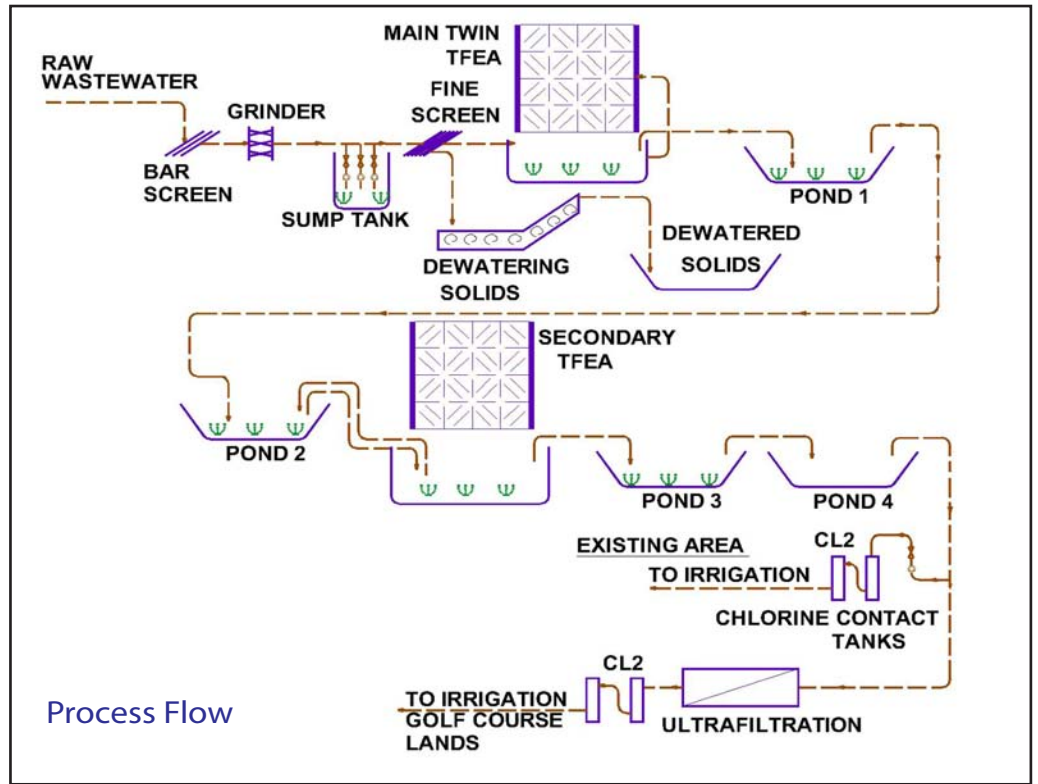 RAW
WASTEWATER
BAR
SCREEN
GRINDER
SUMP TANK
FINE
SCREEN
MAIN TWIN
TFEA
DEWATERING
SOLIDS
DEWATERED
SOLIDS
POND 1
POND 2
SECONDARY
TFEA
POND 3
POND 4
EXISTING AREA
TO IRRIGATION
CL2
CHLORINE CONTACT
TANKS
ULTRAFILTRATION
CL2
TO IRRIGATION
GOLF COURSE
LANDS
Process Flow